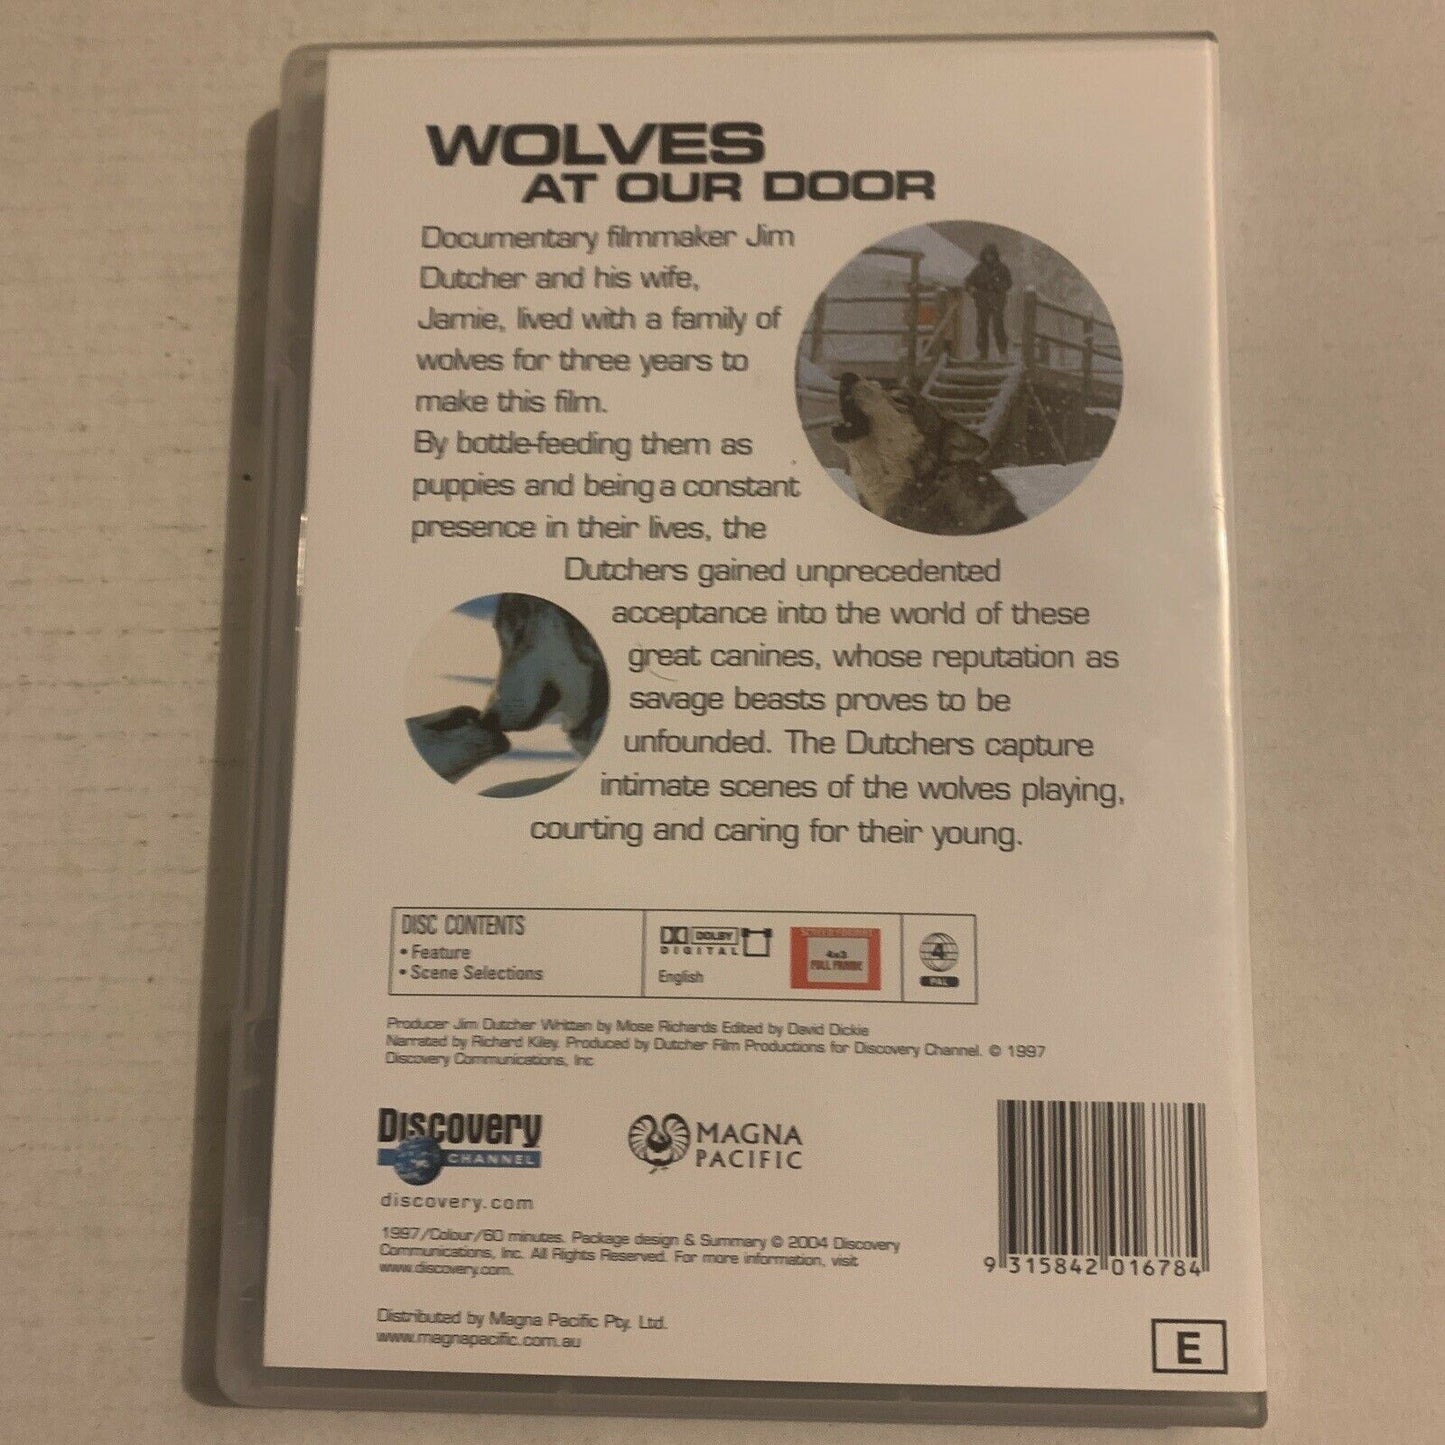 WOLVES
AT OUR DOOR
Documentary filmmaker Jim
Dutcher and his wife,
Jamie, lived with a family of
wolves for three years to
make this film.
By bottle-feeding them as
puppies and being a constant
presence in their lives, the
Dutchers gained unprecedented
acceptance into the world of these
great canines, whose reputation as
savage beasts proves to be
unfounded. The Dutchers capture
intimate scenes of the wolves playing,
courting and caring for their young.
DISC CONTENTS
• Feature
• Scene Selections
DOLBY
DIGITAL
English
SCREEN FORMAT
4x3
FULL FRAME
4
PAL
Producer Jim Dutcher Written by Mose Richards Edited by David Dickie
Narrated by Richard Kiley. Produced by Dutcher Film Productions for Discovery Channel. © 1997
Discovery Communications, Inc
Discovery
CHANNEL
discovery.com
MAGNA
PACIFIC
1997/Colour/60 minutes. Package design & Summary © 2004 Discovery
Communications, Inc. All Rights Reserved. For more information, visit
www.discovery.com.
9 315842 016784
Distributed by Magna Pacific Pty. Ltd.
www.magnapacific.com.au
E